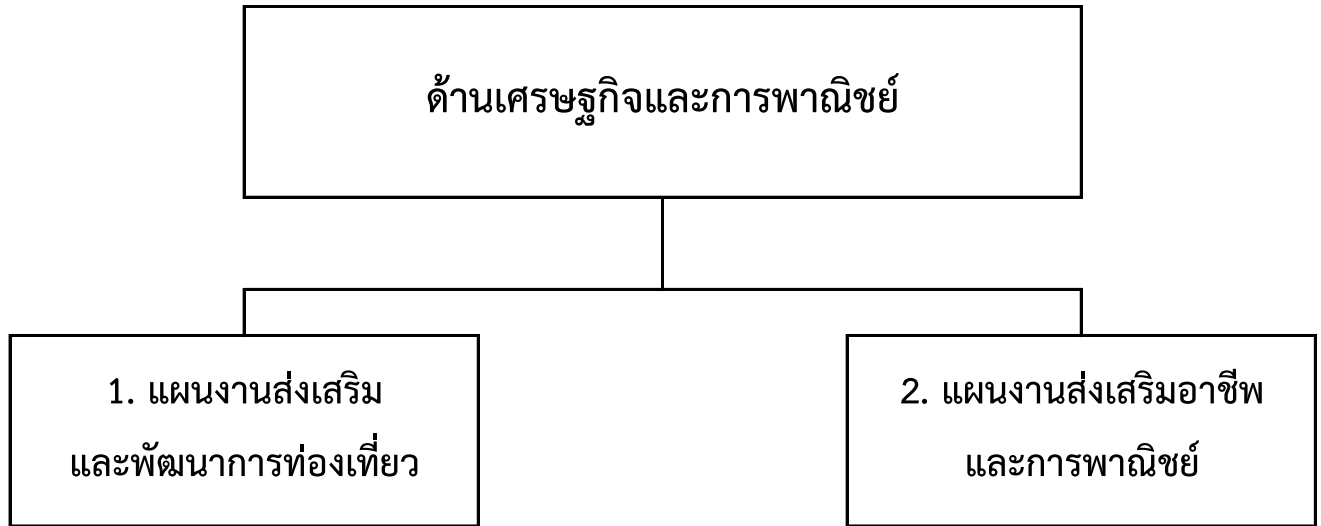 ด้านเศรษฐกิจและการพาณิชย์
1. แผนงานส่งเสริม
และพัฒนาการท่องเที่ยว
2. แผนงานส่งเสริมอาชีพ
และการพาณิชย์